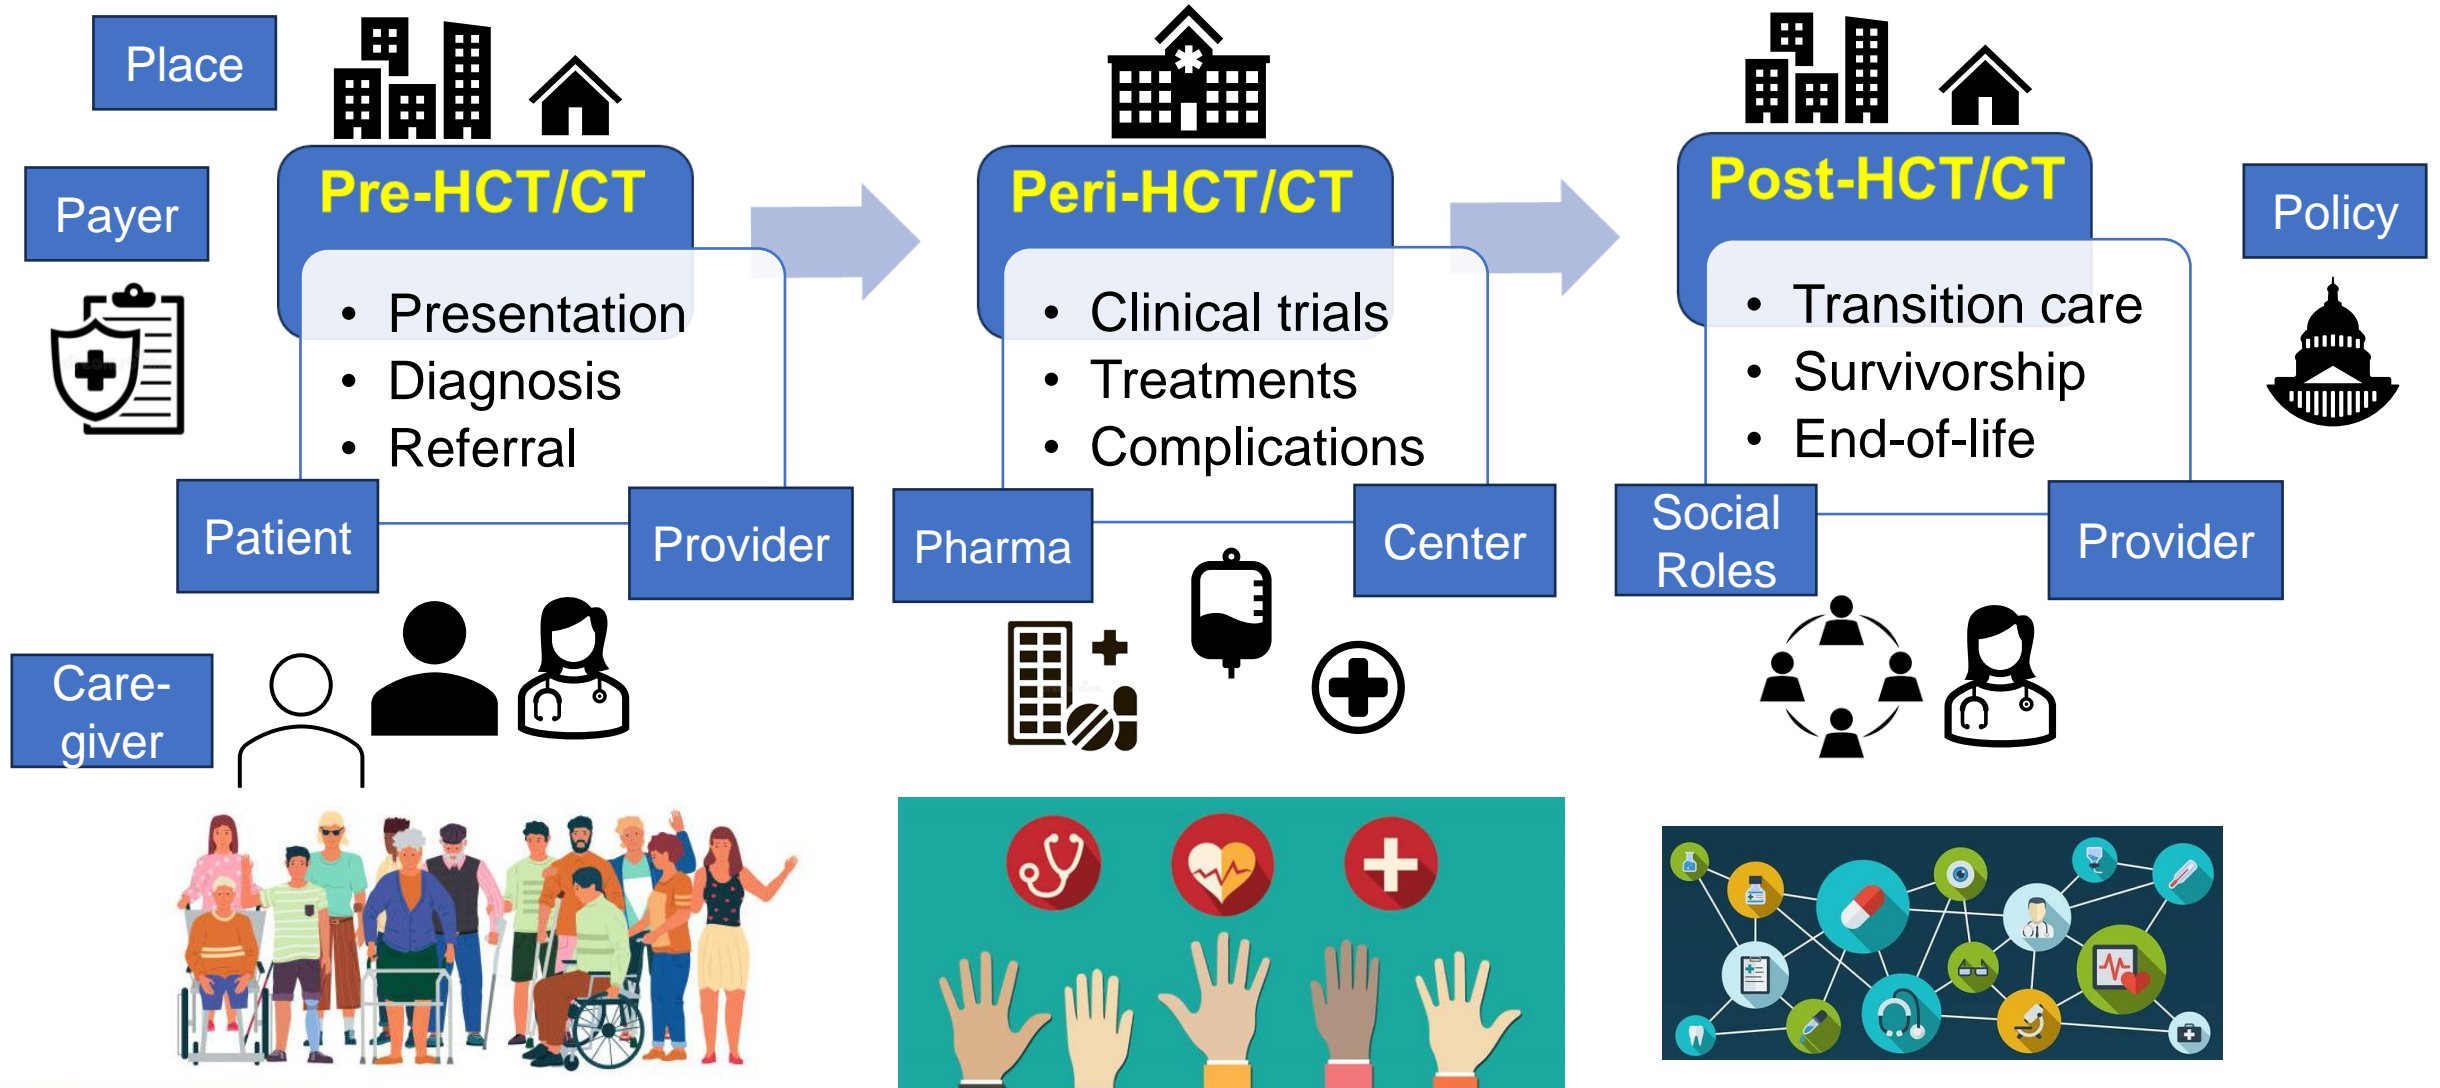 Place
Payer
Pre-HCT/CT
• Presentation
• Diagnosis
• Referral
Patient
Provider
Care-
giver
Peri-HCT/CT
• Clinical trials
• Treatments
• Complications
Pharma
Center
Post-HCT/CT
• Transition care
• Survivorship
• End-of-life
Social
Roles
Provider
Policy